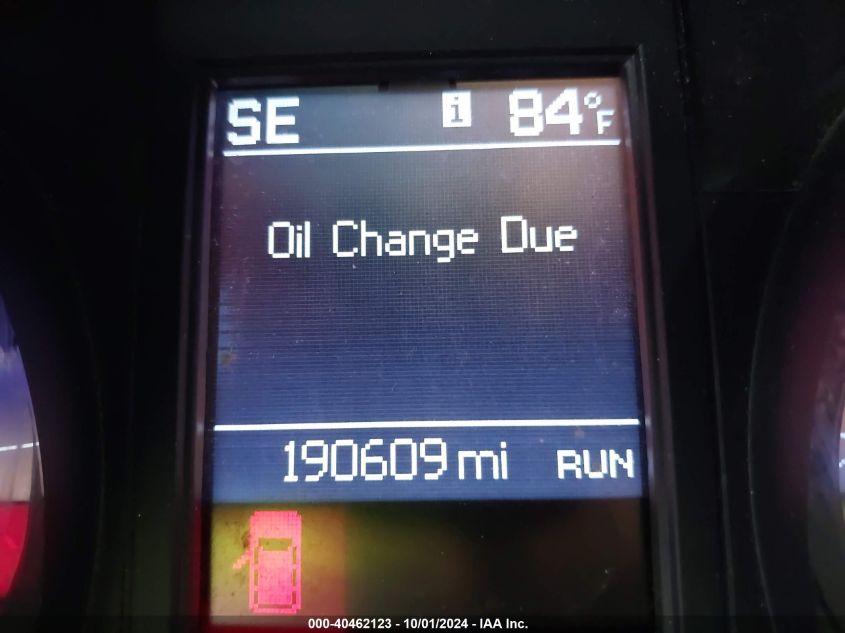 SE i 84°F
Oil Change Due
190609 mi RUN
000-40462123 - 10/01/2024 - IAA Inc.